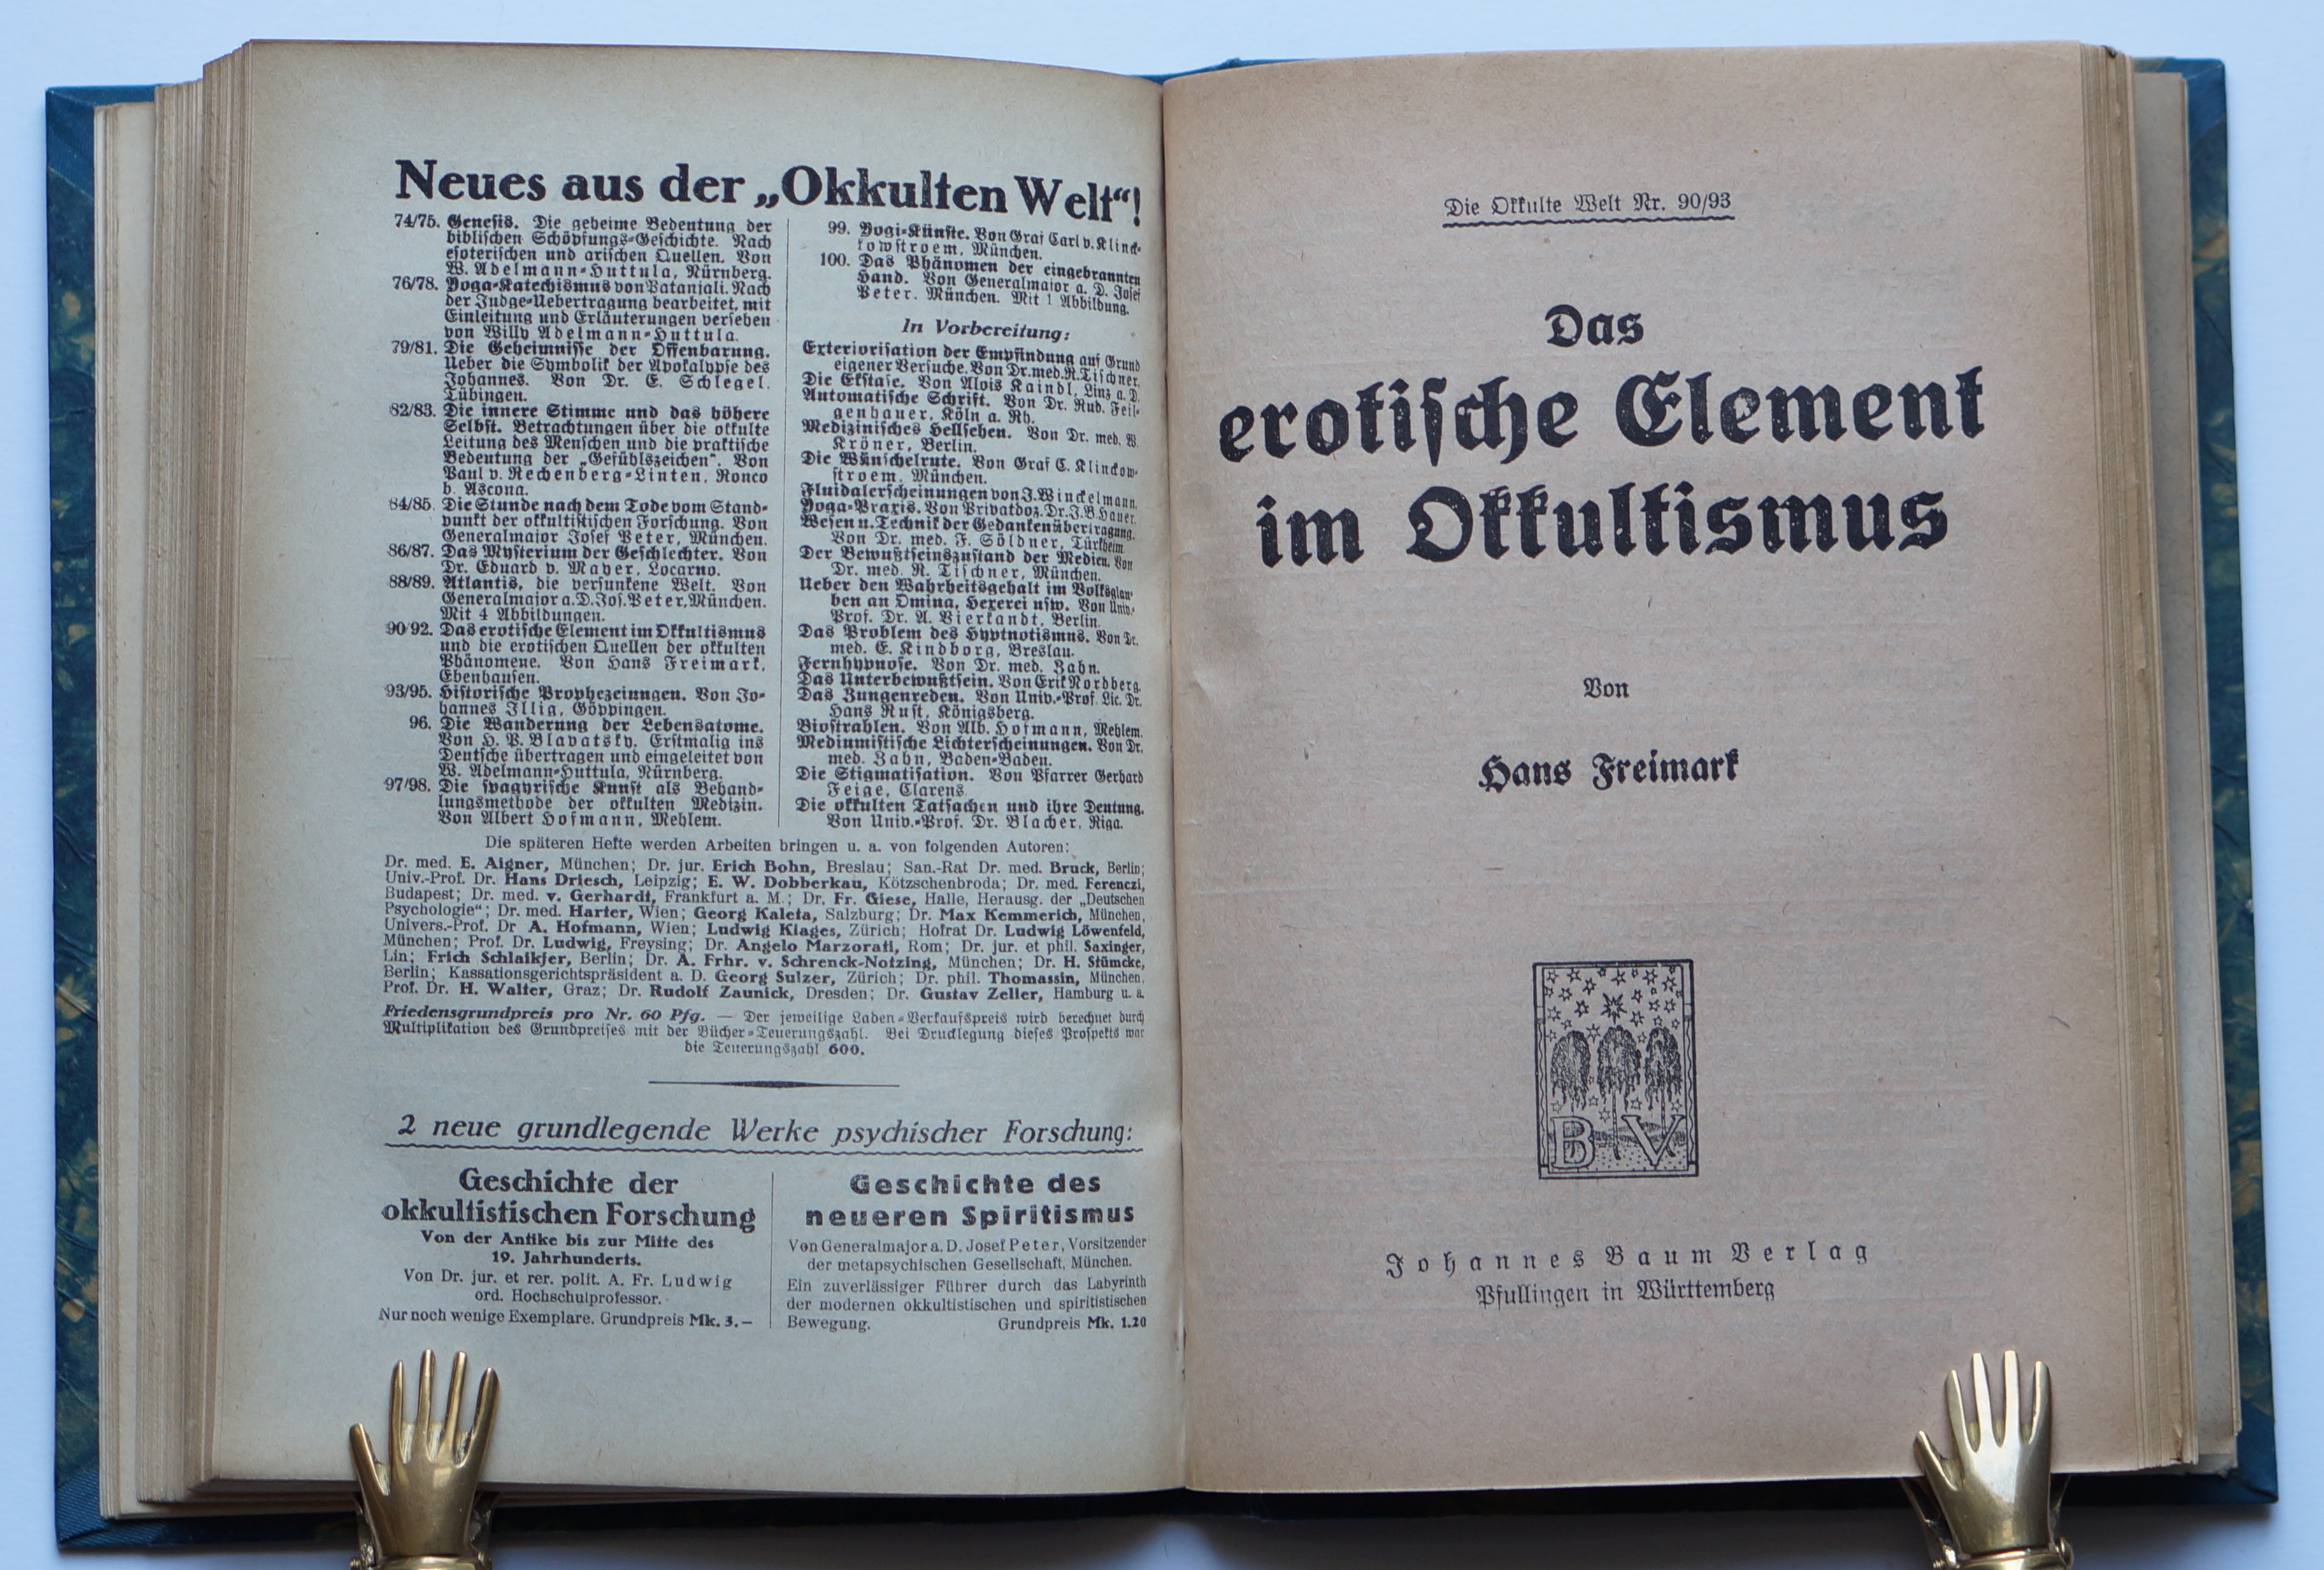 Neues aus der „Okkulten Welt“!
74/75. Genesis. Die geheime Bedeutung der
biblischen Schöpfungs-Geschichte. Nach
esoterischen und arischen Quellen. Von
W. Adelmann-Huttula, Nürnberg.
76/78. Yoga-Katechismus von Patanjali. Nach
der Judge-Uebertragung bearbeitet, mit
Einleitung und Erläuterungen versehen
von Willy Adelmann-Huttula.
79/81. Die Geheimnisse der Offenbarung.
Ueber die Symbolik der Apokalypse des
Johannes. Von Dr. E. Schlegel,
Tübingen.
82/83. Die innere Stimme und das höhere
Selbst. Betrachtungen über die okkulte
Leitung des Menschen und die praktische
Bedeutung der „Gefühlszeichen“. Von
Paul v. Rechenberg-Linten, Ronco
b. Ascona.
84/85. Die Stunde nach dem Tode vom Stand-
punkt der okkultistischen Forschung. Von
Generalmajor Josef Peter, München.
86/87. Das Mysterium der Geschlechter. Von
Dr. Eduard v. Mayer, Locarno.
88/89. Atlantis, die versunkene Welt. Von
Generalmajor a. D. Jos. Peter, München.
Mit 4 Abbildungen.
90/92. Das erotische Element im Okkultismus
und die erotischen Quellen der okkulten
Phänomene. Von Hans Freimark,
Ebenhausen.
93/95. Historische Prophezeiungen. Von Jo-
hannes Illig, Göppingen.
96. Die Wanderung der Lebensatome.
Von H. P. Blavatsky. Erstmalig ins
Deutsche übertragen und eingeleitet von
W. Adelmann-Huttula, Nürnberg.
97/98. Die spagyrische Kunst als Behand-
lungsmethode der okkulten Medizin.
Von Albert Hofmann, Mehlem.
99. Yogi-Künste. Von Graf Carl v. Klinck-
kowstroem, München.
100. Das Phänomen der eingebrannten
Hand. Von Generalmajor a. D. Josef
Peter, München. Mit 1 Abbildung.
In Vorbereitung:
Exteriorisation der Empfindung auf Grund
eigener Versuche. Von Dr. med. R. Tischner.
Die Ekstase. Von Alois Kaindl, Linz a. D.
Automatische Schrift. Von Dr. Rud. Feil-
genhauer, Köln a. Rh.
Medizinisches Hellsehen. Von Dr. med. W.
Kröner, Berlin.
Die Wünschelrute. Von Graf C. Klinckow-
stroem, München.
Fluidalerscheinungen von J. Winckelmann.
Yoga-Praxis. Von Privatdoz. Dr. J. B. Hauer.
Wesen u. Technik der Gedankenübertragung.
Von Dr. med. F. Söldner, Türkheim
Der Bewußtseinszustand der Medien. Von
Dr. med. R. Tischner, München.
Ueber den Wahrheitsgehalt im Volksglau-
ben an Omina, Hexerei usw. Von Univ.-
Prof. Dr. A. Vierkandt, Berlin.
Das Problem des Hypnotismus. Von Dr.
med. E. Kindborg, Breslau.
Fernhypnose. Von Dr. med. Zahn.
Das Unterbewußtsein. Von Erik Nordberg.
Das Zungenreden. Von Univ.-Prof. Lic. Dr.
Hans Rust, Königsberg.
Biostrahlen. Von Alb. Hofmann, Mehlem.
Mediumistische Lichterscheinungen. Von Dr.
med. Zahn, Baden-Baden.
Die Stigmatisation. Von Pfarrer Gerhard
Feige, Clarens.
Die okkulten Tatsachen und ihre Deutung.
Von Univ.-Prof. Dr. Blacher, Riga.
Die späteren Hefte werden Arbeiten bringen u. a. von folgenden Autoren:
Dr. med. E. Aigner, München; Dr. jur. Erich Bohn, Breslau; San.-Rat Dr. med. Bruck, Berlin;
Univ.-Prof. Dr. Hans Driesch, Leipzig; E. W. Dobberkau, Kötzschenbroda; Dr. med. Ferenczi,
Budapest; Dr. med. v. Gerhardt, Frankfurt a. M.; Dr. Fr. Giese, Halle, Herausg. der „Deutschen
Psychologie“; Dr. med. Harter, Wien; Georg Kaleta, Salzburg; Dr. Max Kemmerich, München,
Univers.-Prof. Dr A. Hofmann, Wien; Ludwig Klages, Zürich; Hofrat Dr. Ludwig Löwenfeld,
München; Prof. Dr. Ludwig, Freysing; Dr. Angelo Marzorati, Rom; Dr. jur. et phil. Saxinger,
Lin; Frich Schlaikjer, Berlin; Dr. A. Frhr. v. Schrenck-Notzing, München; Dr. H. Stümcke,
Berlin; Kassationsgerichtspräsident a. D. Georg Sulzer, Zürich; Dr. phil. Thomassin, München,
Prof. Dr. H. Walter, Graz; Dr. Rudolf Zaunick, Dresden; Dr. Gustav Zeller, Hamburg u. a.
Friedensgrundpreis pro Nr. 60 Pfg. — Der jeweilige Laden-Verkaufspreis wird berechnet durch
Multiplikation des Grundpreises mit der Bücher-Teuerungszahl. Bei Drucklegung dieses Prospekts war
die Teuerungszahl 600.
2 neue grundlegende Werke psychischer Forschung:
Geschichte der
okkultistischen Forschung
Von der Antike bis zur Mitte des
19. Jahrhunderts.
Von Dr. jur. et rer. polit. A. Fr. Ludwig
ord. Hochschulprofessor.
Nur noch wenige Exemplare. Grundpreis Mk. 3.—
Geschichte des
neueren Spiritismus
Von Generalmajor a. D. Josef Peter, Vorsitzender
der metapsychischen Gesellschaft, München.
Ein zuverlässiger Führer durch das Labyrinth
der modernen okkultistischen und spiritistischen
Bewegung. Grundpreis Mk. 1.20
Die Okkulte Welt Nr. 90/93
Das
erotische Element
im Okkultismus
Von
Hans Freimark
B V
Johannes Baum Verlag
Pfullingen in Württemberg